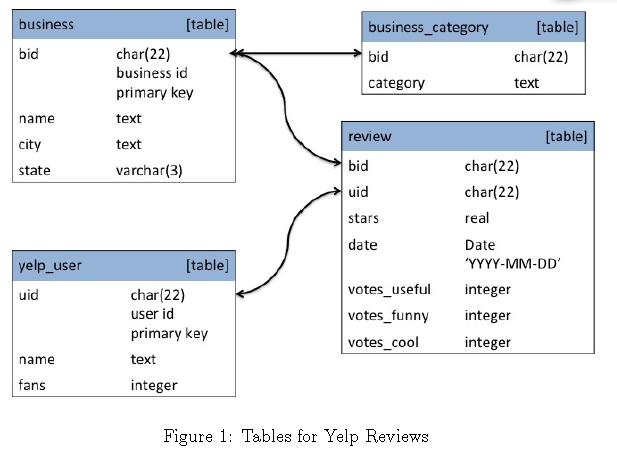 business [table]
bid char(22)
business id
primary key
name text
city text
state varchar(3)
business_category [table]
bid char(22)
category text
review [table]
bid char(22)
uid char(22)
stars real
date Date
‘YYYY-MM-DD’
votes_useful integer
votes_funny integer
votes_cool integer
yelp_user [table]
uid char(22)
user id
primary key
name text
fans integer
Figure 1: Tables for Yelp Reviews